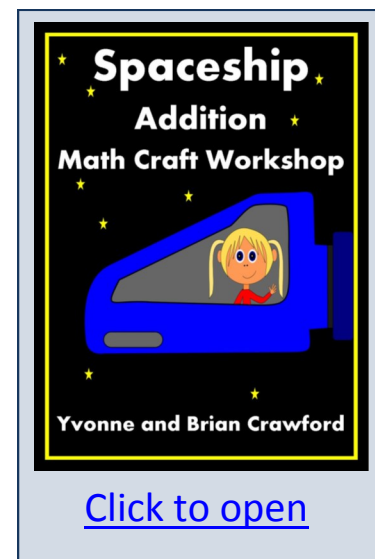 Spaceship
Addition
Math Craft Workshop
Yvonne and Brian Crawford
Click to open